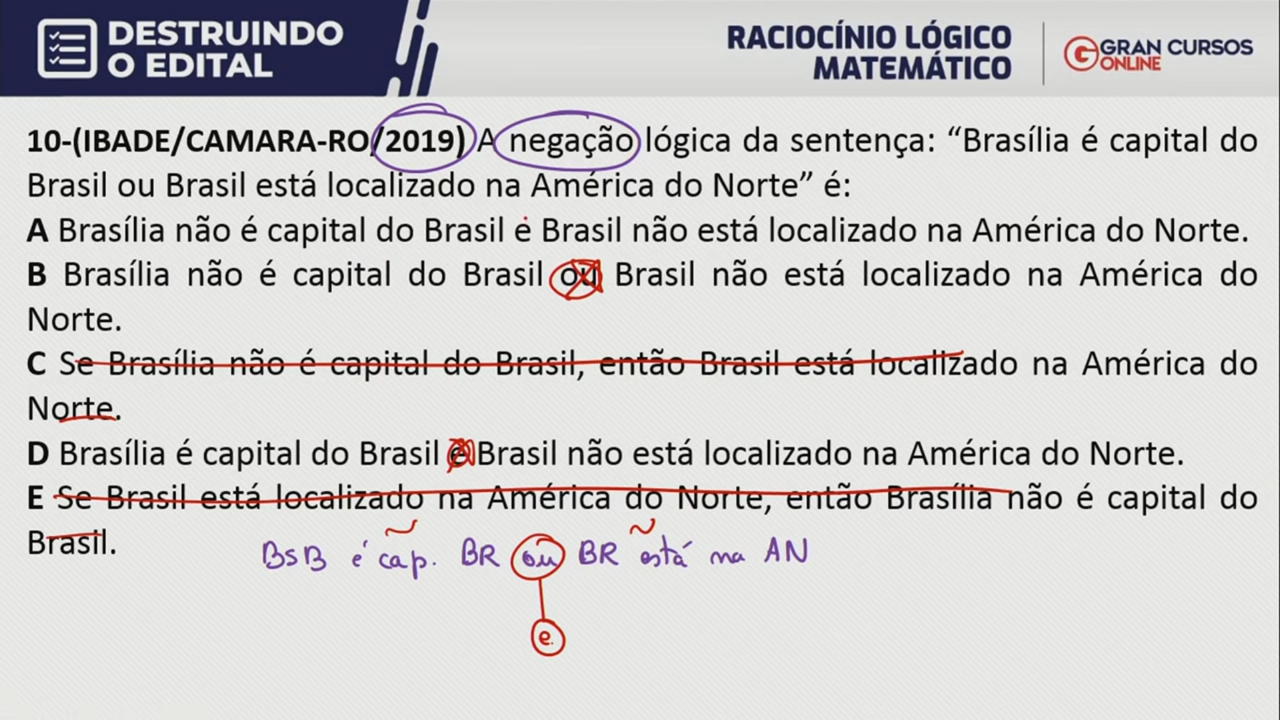 DESTRUINDO
O EDITAL
RACIOCÍNIO LÓGICO
MATEMÁTICO
GRAN CURSOS
ONLINE
10-(IBADE/CAMARA-RO/2019) A negação lógica da sentença: “Brasília é capital do
Brasil ou Brasil está localizado na América do Norte” é:
A Brasília não é capital do Brasil e Brasil não está localizado na América do Norte.
B Brasília não é capital do Brasil ou Brasil não está localizado na América do
Norte.
C Se Brasília não é capital do Brasil, então Brasil está localizado na América do
Norte.
D Brasília é capital do Brasil e Brasil não está localizado na América do Norte.
E Se Brasil está localizado na América do Norte, então Brasília não é capital do
Brasil.
~ ~
BSB é cap. BR ou BR está na AN
e.